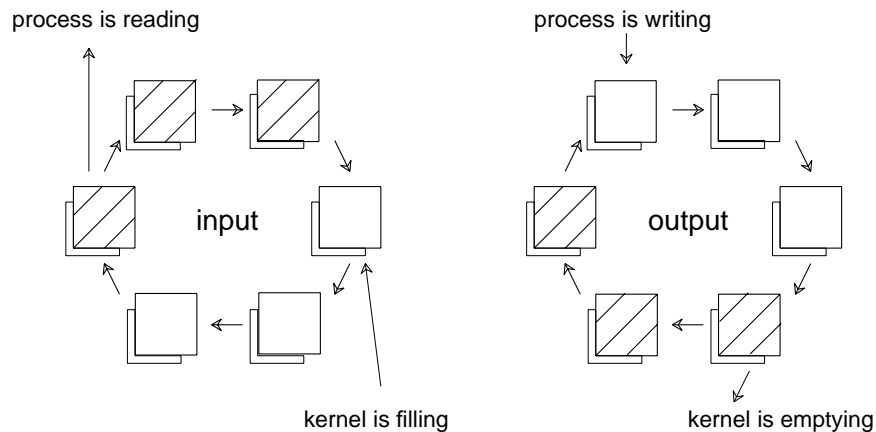 process is reading
process is writing
input
output
kernel is filling
kernel is emptying